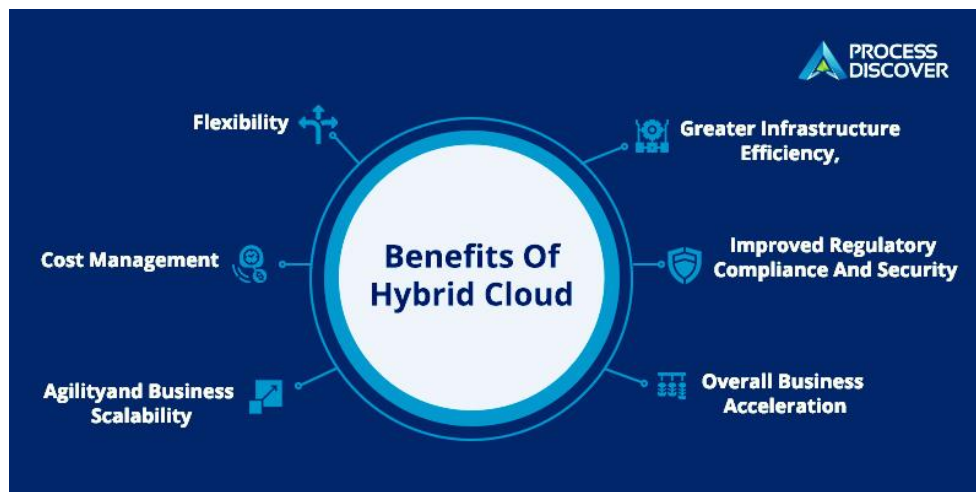 PROCESS
DISCOVER
Flexibility
Greater Infrastructure
Efficiency,
Cost Management
Benefits Of
Hybrid Cloud
Improved Regulatory
Compliance And Security
Agilityand Business
Scalability
Overall Business
Acceleration